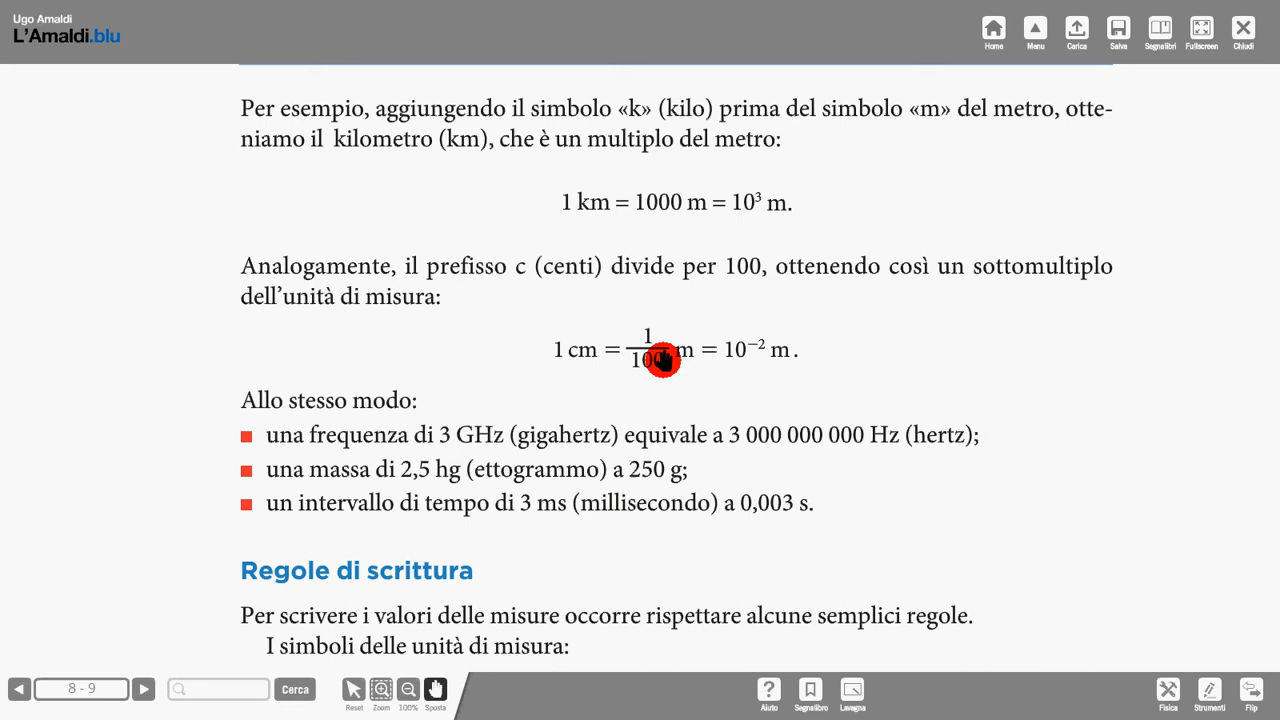 Ugo Amaldi
L'Amaldi.blu
Home Menu Carica Salva Segnalibri Fullscreen Chiudi
Per esempio, aggiungendo il simbolo «k» (kilo) prima del simbolo «m» del metro, otte-
niamo il kilometro (km), che è un multiplo del metro:
1 km = 1000 m = 10³ m.
Analogamente, il prefisso c (centi) divide per 100, ottenendo così un sottomultiplo
dell'unità di misura:
1 cm = 1/100 m = 10⁻² m.
Allo stesso modo:
una frequenza di 3 GHz (gigahertz) equivale a 3 000 000 000 Hz (hertz);
una massa di 2,5 hg (ettogrammo) a 250 g;
un intervallo di tempo di 3 ms (millisecondo) a 0,003 s.
Regole di scrittura
Per scrivere i valori delle misure occorre rispettare alcune semplici regole.
I simboli delle unità di misura:
8 - 9 Cerca Reset Zoom 100% Sposta Aiuto Segnalibro Lavagna Fisica Strumenti Flip